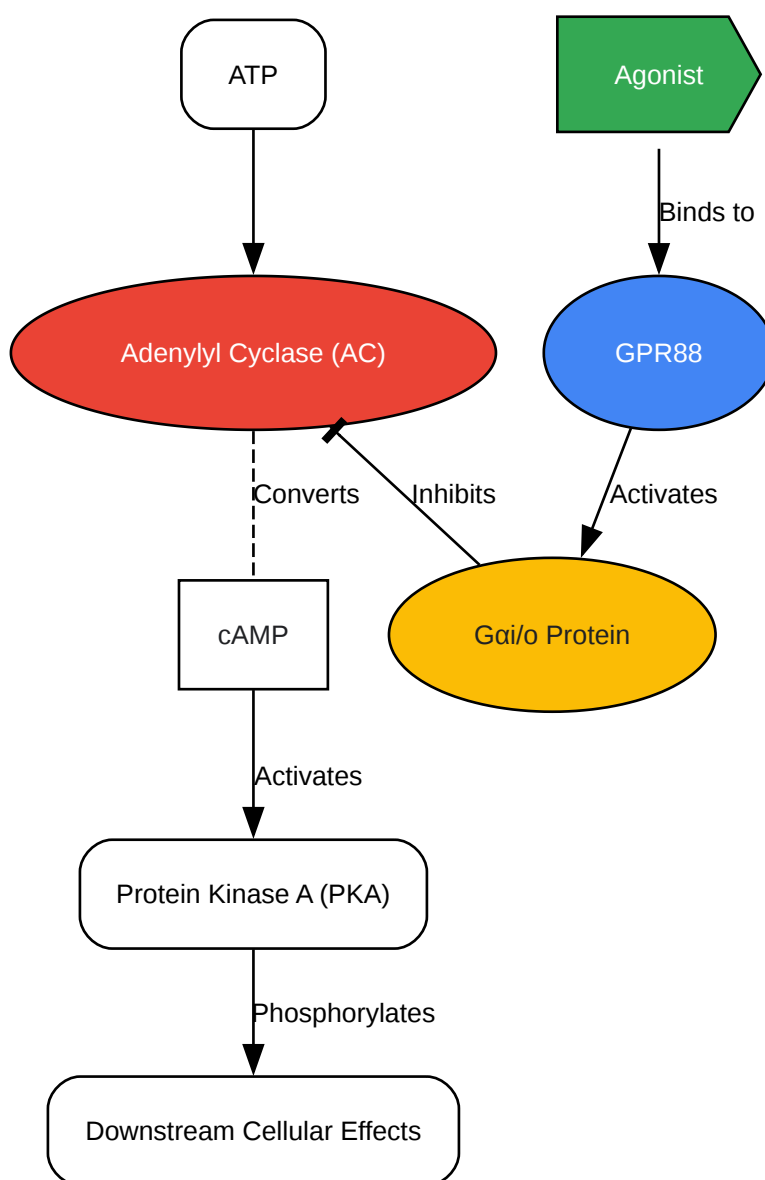 ATP
Agonist
Binds to
Adenylyl Cyclase (AC)
GPR88
Converts
Inhibits
Activates
cAMP
Gαi/o Protein
Activates
Protein Kinase A (PKA)
Phosphorylates
Downstream Cellular Effects